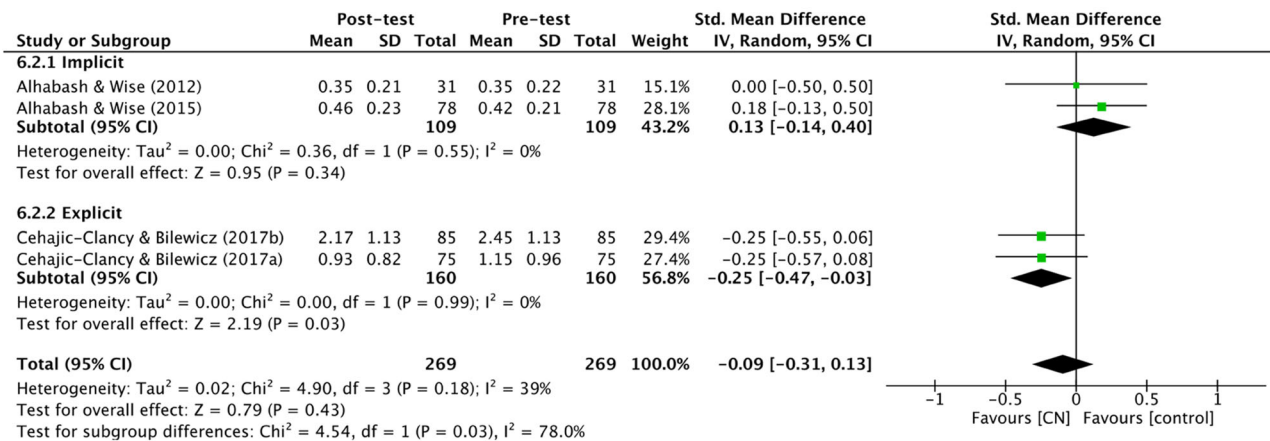 Post-test Pre-test Std. Mean Difference Std. Mean Difference
Study or Subgroup Mean SD Total Mean SD Total Weight IV, Random, 95% CI IV, Random, 95% CI
6.2.1 Implicit
Alhabash & Wise (2012) 0.35 0.21 31 0.35 0.22 31 15.1% 0.00 [-0.50, 0.50]
Alhabash & Wise (2015) 0.46 0.23 78 0.42 0.21 78 28.1% 0.18 [-0.13, 0.50]
Subtotal (95% CI) 109 109 43.2% 0.13 [-0.14, 0.40]
Heterogeneity: Tau² = 0.00; Chi² = 0.36, df = 1 (P = 0.55); I² = 0%
Test for overall effect: Z = 0.95 (P = 0.34)
6.2.2 Explicit
Cehajic-Clancy & Bilewicz (2017b) 2.17 1.13 85 2.45 1.13 85 29.4% -0.25 [-0.55, 0.06]
Cehajic-Clancy & Bilewicz (2017a) 0.93 0.82 75 1.15 0.96 75 27.4% -0.25 [-0.57, 0.08]
Subtotal (95% CI) 160 160 56.8% -0.25 [-0.47, -0.03]
Heterogeneity: Tau² = 0.00; Chi² = 0.00, df = 1 (P = 0.99); I² = 0%
Test for overall effect: Z = 2.19 (P = 0.03)
Total (95% CI) 269 269 100.0% -0.09 [-0.31, 0.13]
Heterogeneity: Tau² = 0.02; Chi² = 4.90, df = 3 (P = 0.18); I² = 39%
Test for overall effect: Z = 0.79 (P = 0.43)
Test for subgroup differences: Chi² = 4.54, df = 1 (P = 0.03), I² = 78.0%
-1 -0.5 0 0.5 1
Favours [CN] Favours [control]